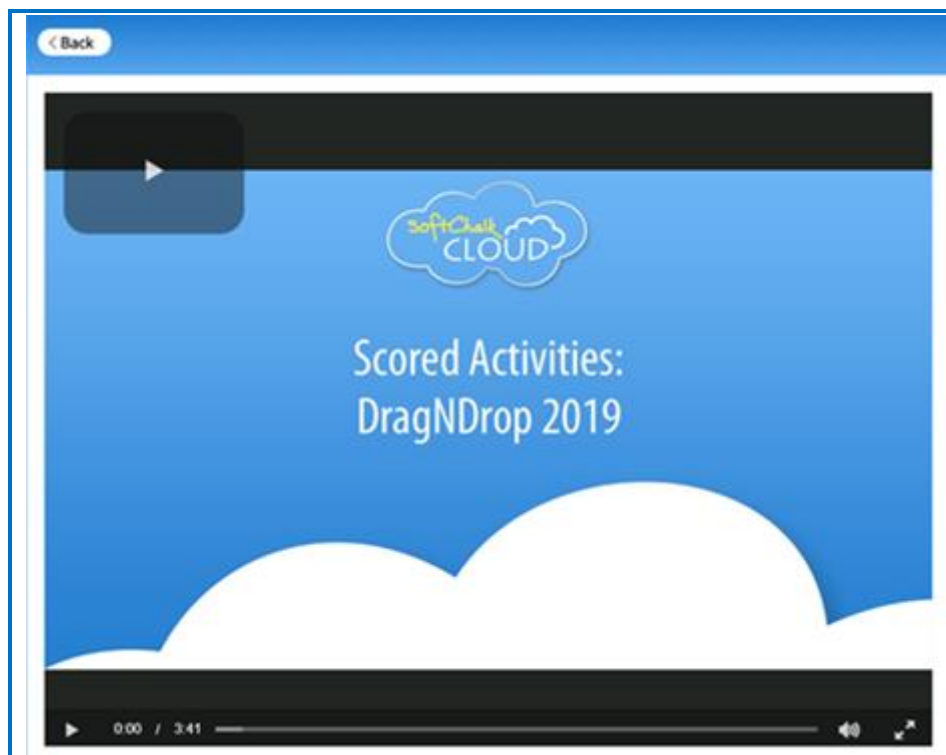 < Back
SoftChalk
CLOUD
Scored Activities:
DragNDrop 2019
0:00 / 3:41